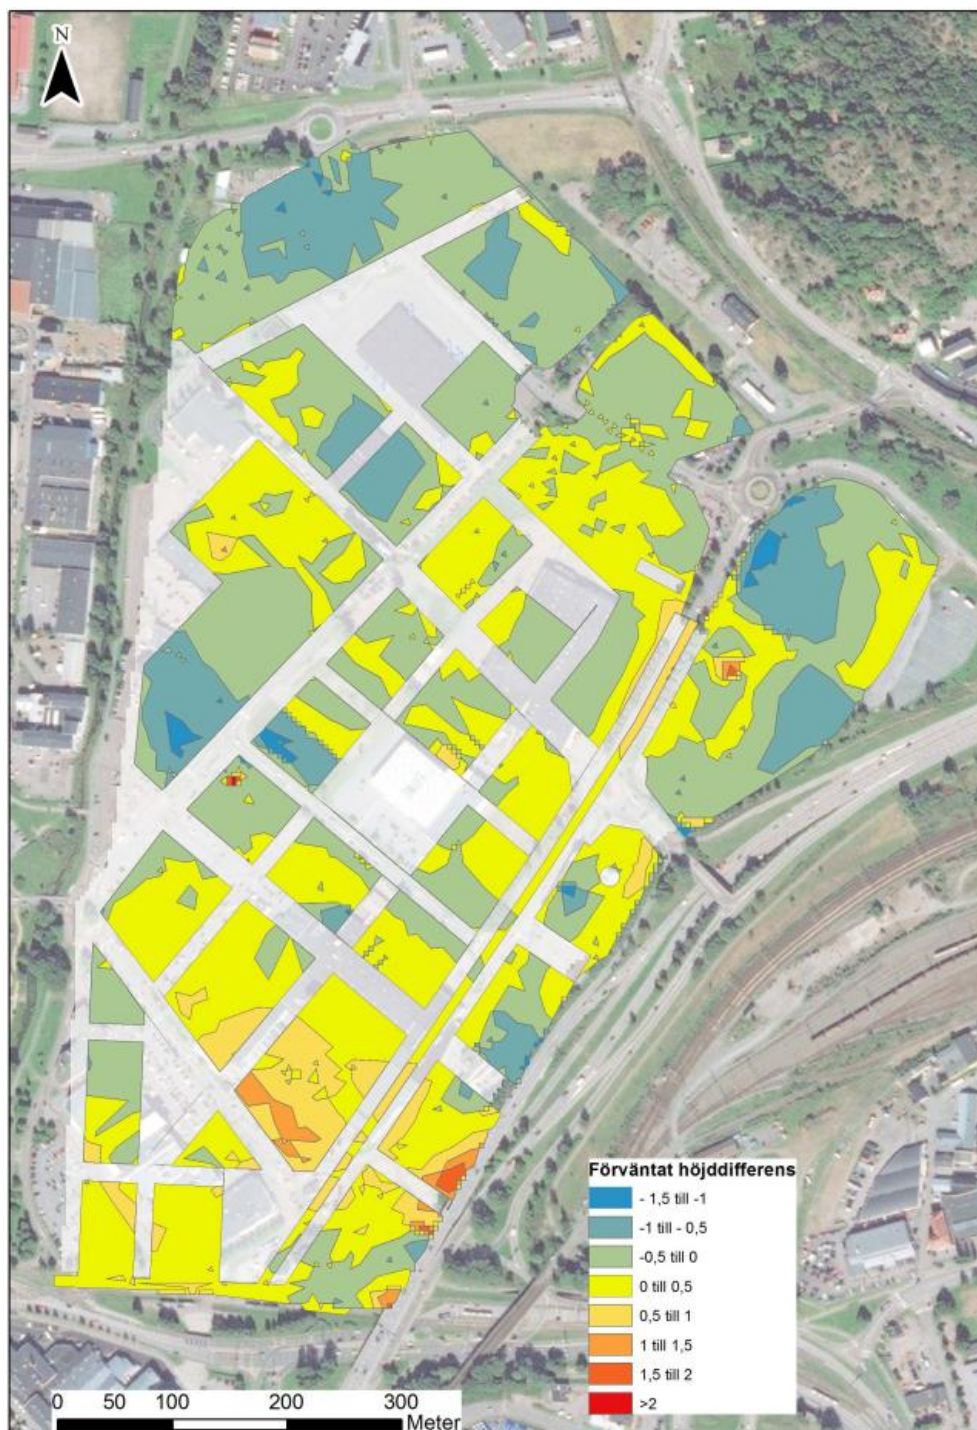 N
Förväntat höjddifferens
- 1,5 till -1
-1 till - 0,5
-0,5 till 0
0 till 0,5
0,5 till 1
1 till 1,5
1,5 till 2
>2
0 50 100 200 300
Meter